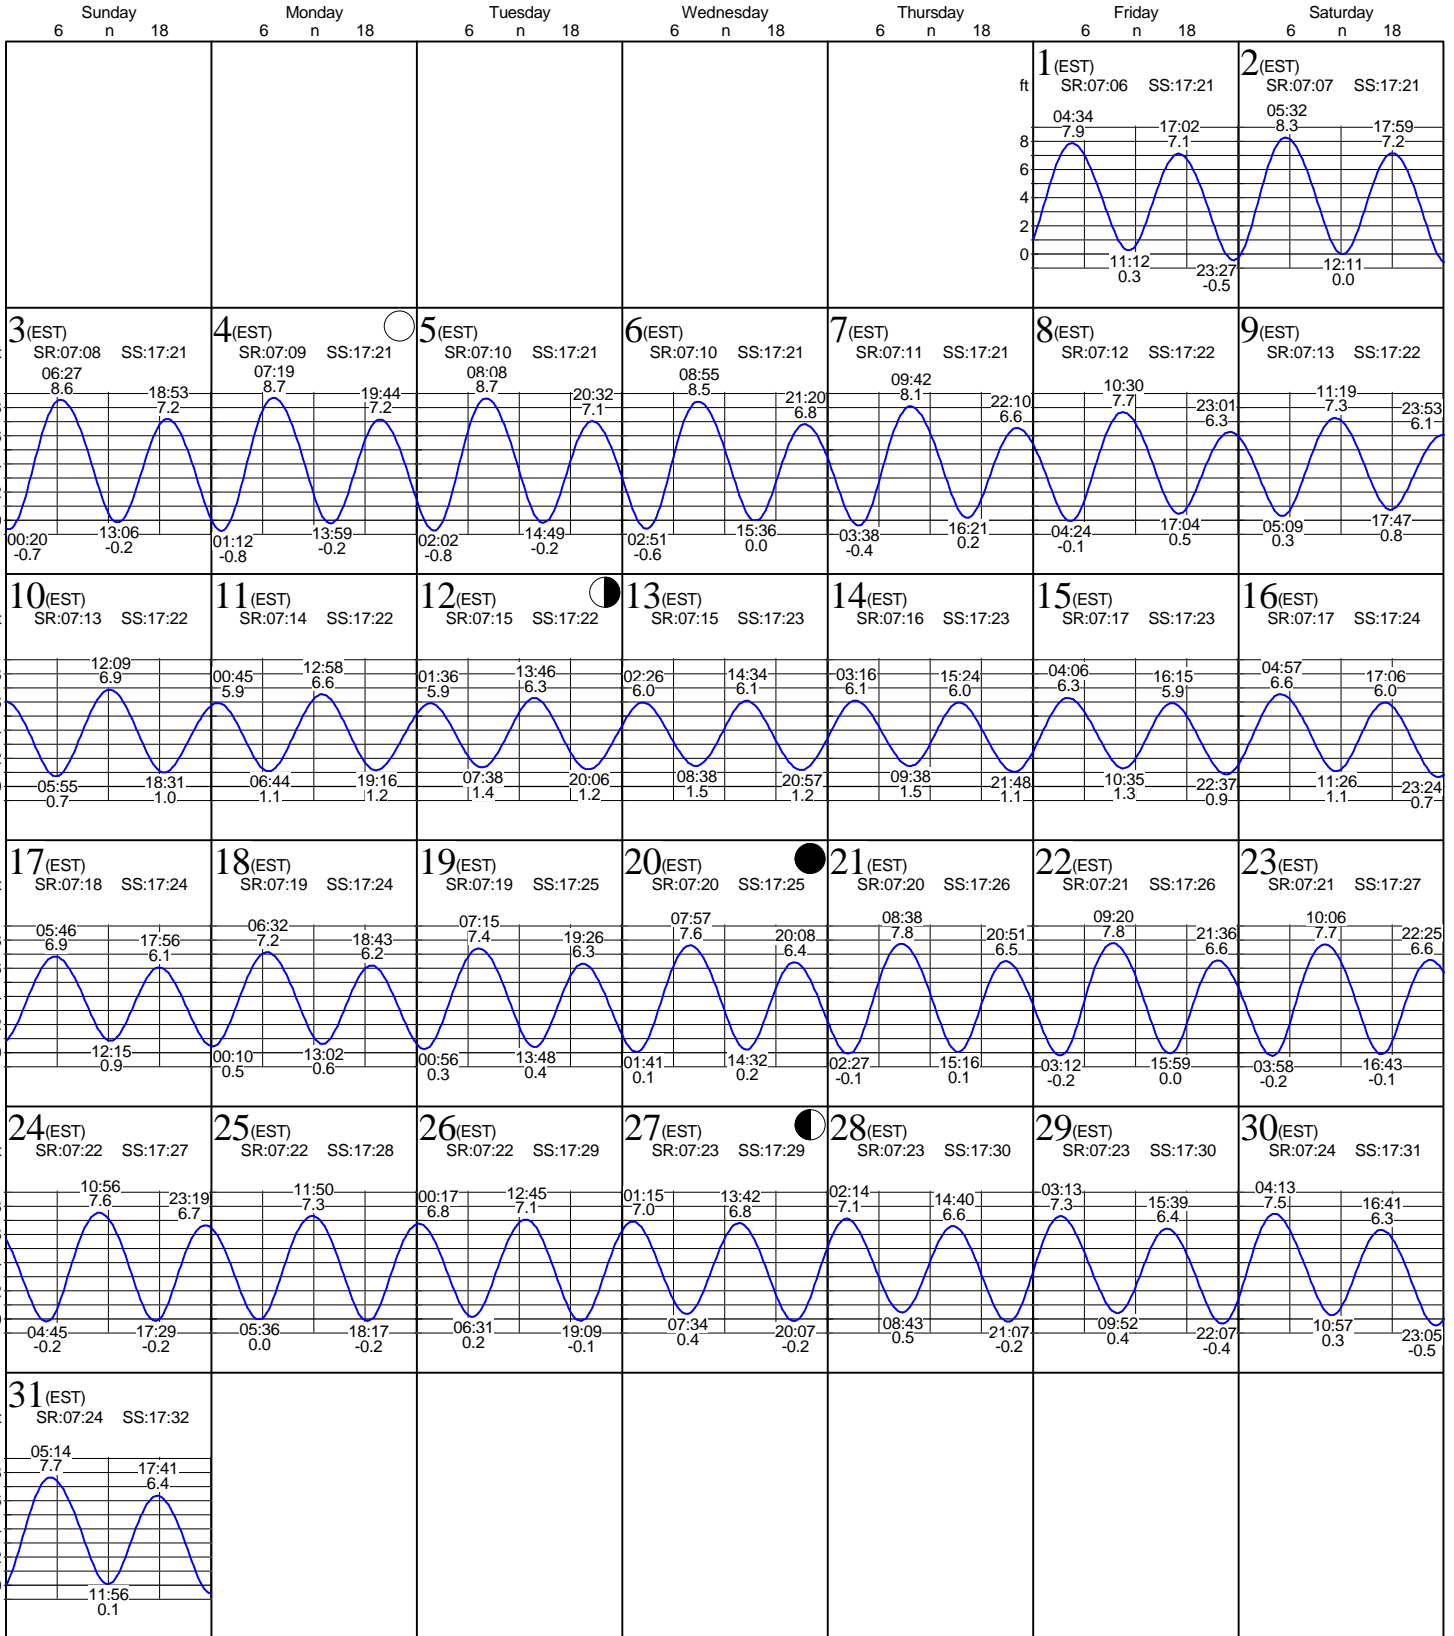 Sunday Monday Tuesday Wednesday Thursday Friday Saturday
6 n 18 6 n 18 6 n 18 6 n 18 6 n 18 6 n 18 6 n 18
1(EST)
ft SR:07:06 SS:17:21
04:34 7.9
17:02 7.1
8
6
4
2
0
11:12 0.3
23:27 -0.5
2(EST)
SR:07:07 SS:17:21
05:32 8.3
17:59 7.2
12:11 0.0
3(EST)
SR:07:08 SS:17:21
06:27 8.6
18:53 7.2
00:20 -0.7
13:06 -0.2
4(EST)
SR:07:09 SS:17:21
07:19 8.7
19:44 7.2
01:12 -0.8
13:59 -0.2
5(EST)
SR:07:10 SS:17:21
08:08 8.7
20:32 7.1
02:02 -0.8
14:49 -0.2
6(EST)
SR:07:10 SS:17:21
08:55 8.5
21:20 6.8
02:51 -0.6
15:36 0.0
7(EST)
SR:07:11 SS:17:21
09:42 8.1
22:10 6.6
03:38 -0.4
16:21 0.2
8(EST)
SR:07:12 SS:17:22
10:30 7.7
23:01 6.3
04:24 -0.1
17:04 0.5
9(EST)
SR:07:13 SS:17:22
11:19 7.3
23:53 6.1
05:09 0.3
17:47 0.8
10(EST)
SR:07:13 SS:17:22
12:09 6.9
05:55 0.7
18:31 1.0
11(EST)
SR:07:14 SS:17:22
00:45 5.9
12:58 6.6
06:44 1.1
19:16 1.2
12(EST)
SR:07:15 SS:17:22
01:36 5.9
13:46 6.3
07:38 1.4
20:06 1.2
13(EST)
SR:07:15 SS:17:23
02:26 6.0
14:34 6.1
08:38 1.5
20:57 1.2
14(EST)
SR:07:16 SS:17:23
03:16 6.1
15:24 6.0
09:38 1.5
21:48 1.1
15(EST)
SR:07:17 SS:17:23
04:06 6.3
16:15 5.9
10:35 1.3
22:37 0.9
16(EST)
SR:07:17 SS:17:24
04:57 6.6
17:06 6.0
11:26 1.1
23:24 0.7
17(EST)
SR:07:18 SS:17:24
05:46 6.9
17:56 6.1
12:15 0.9
18(EST)
SR:07:19 SS:17:24
06:32 7.2
18:43 6.2
00:10 0.5
13:02 0.6
19(EST)
SR:07:19 SS:17:25
07:15 7.4
19:26 6.3
00:56 0.3
13:48 0.4
20(EST)
SR:07:20 SS:17:25
07:57 7.6
20:08 6.4
01:41 0.1
14:32 0.2
21(EST)
SR:07:20 SS:17:26
08:38 7.8
20:51 6.5
02:27 -0.1
15:16 0.1
22(EST)
SR:07:21 SS:17:26
09:20 7.8
21:36 6.6
03:12 -0.2
15:59 0.0
23(EST)
SR:07:21 SS:17:27
10:06 7.7
22:25 6.6
03:58 -0.2
16:43 -0.1
24(EST)
SR:07:22 SS:17:27
10:56 7.6
23:19 6.7
04:45 -0.2
17:29 -0.2
25(EST)
SR:07:22 SS:17:28
11:50 7.3
05:36 0.0
18:17 -0.2
26(EST)
SR:07:22 SS:17:29
00:17 6.8
12:45 7.1
06:31 0.2
19:09 -0.1
27(EST)
SR:07:23 SS:17:29
01:15 7.0
13:42 6.8
07:34 0.4
20:07 -0.2
28(EST)
SR:07:23 SS:17:30
02:14 7.1
14:40 6.6
08:43 0.5
21:07 -0.2
29(EST)
SR:07:23 SS:17:30
03:13 7.3
15:39 6.4
09:52 0.4
22:07 -0.4
30(EST)
SR:07:24 SS:17:31
04:13 7.5
16:41 6.3
10:57 0.3
23:05 -0.5
31(EST)
SR:07:24 SS:17:32
05:14 7.7
17:41 6.4
11:56 0.1